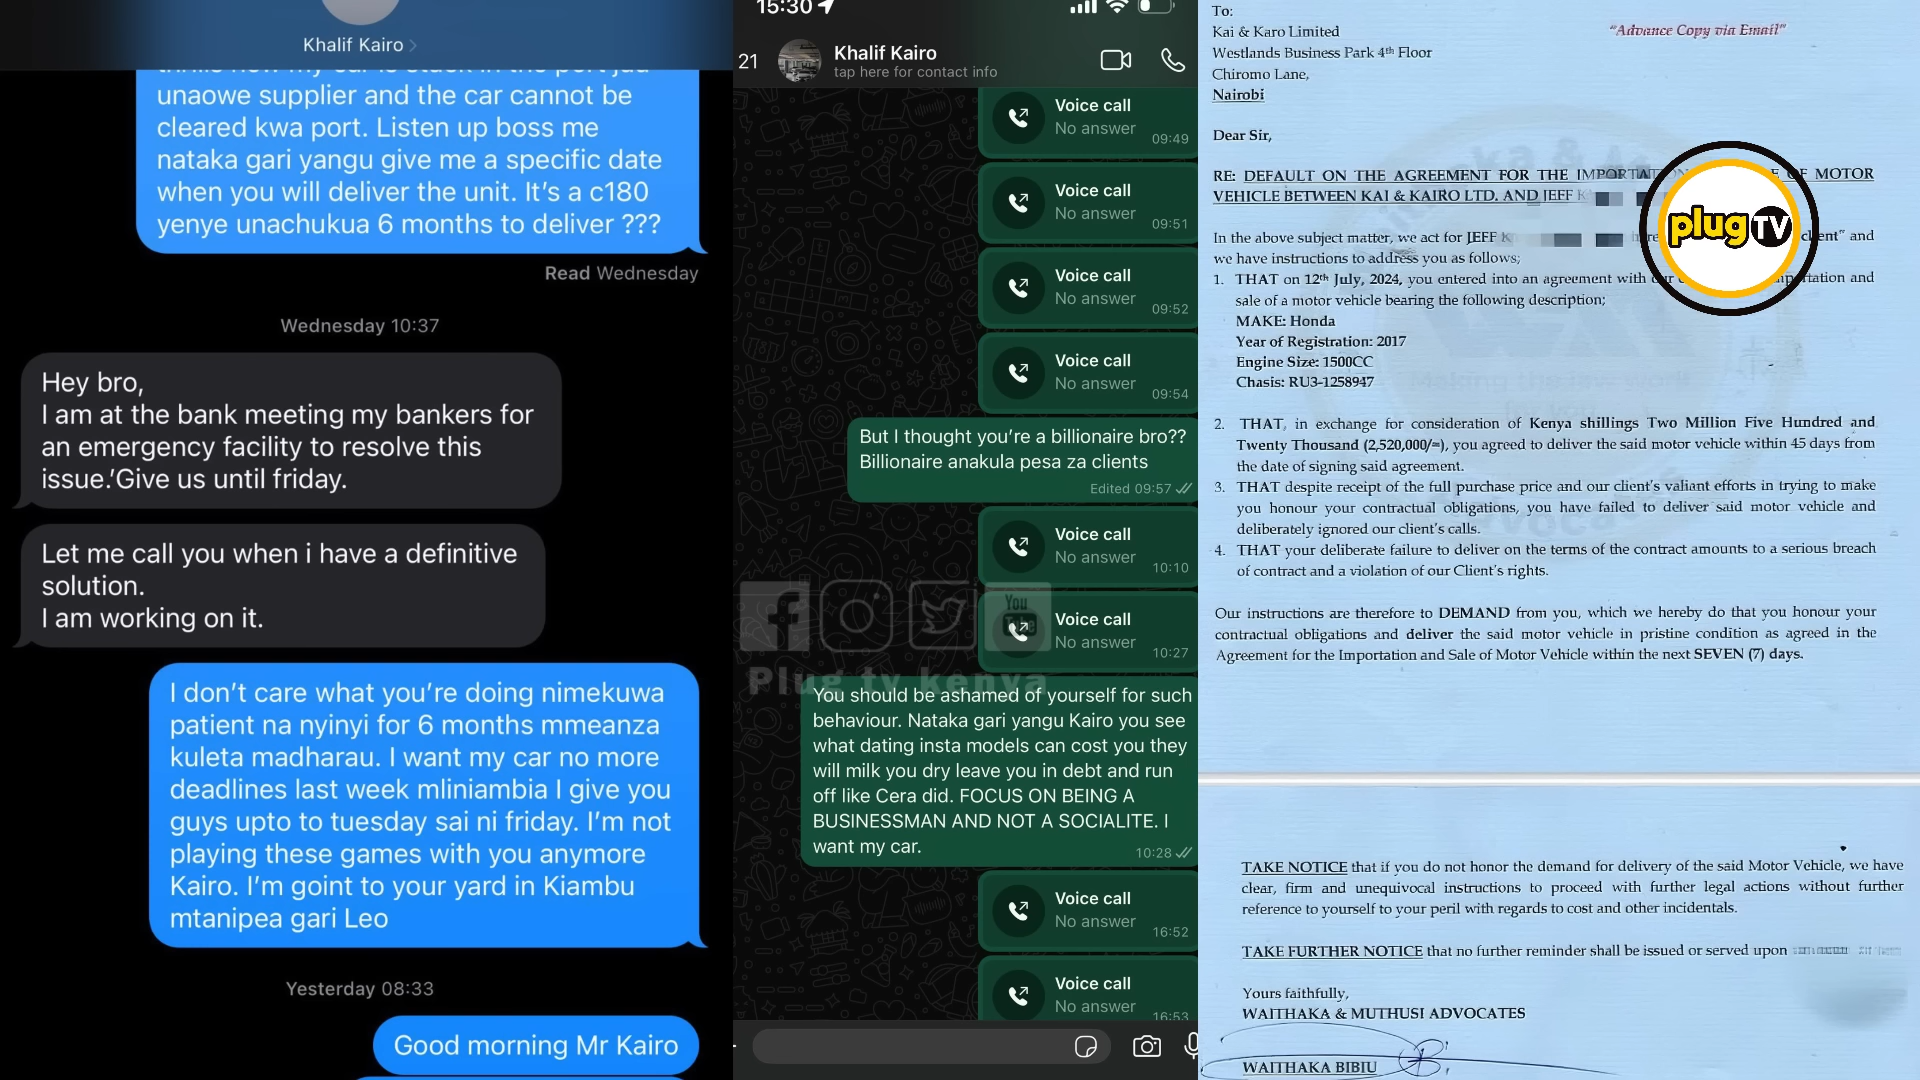 Khalif Kairo
unaowe supplier and the car cannot be
cleared kwa port. Listen up boss me
nataka gari yangu give me a specific date
when you will deliver the unit. It's a c180
yenye unachukua 6 months to deliver ???
Read Wednesday
Wednesday 10:37
Hey bro,
I am at the bank meeting my bankers for
an emergency facility to resolve this
issue.'Give us until friday.
Let me call you when i have a definitive
solution.
I am working on it.
I don't care what you're doing nimekuwa
patient na nyinyi for 6 months mmeanza
kuleta madharau. I want my car no more
deadlines last week mliniambia I give you
guys upto to tuesday sai ni friday. I'm not
playing these games with you anymore
Kairo. I'm goint to your yard in Kiambu
mtanipea gari Leo
Yesterday 08:33
Good morning Mr Kairo
15:30
21
Khalif Kairo
tap here for contact info
Voice call
No answer
09:49
Voice call
No answer
09:51
Voice call
No answer
09:52
Voice call
No answer
09:54
But I thought you're a billionaire bro??
Billionaire anakula pesa za clients
Edited 09:57
Voice call
No answer
10:10
Voice call
No answer
10:27
You Tube
Plug tv kenya
You should be ashamed of yourself for such
behaviour. Nataka gari yangu Kairo you see
what dating insta models can cost you they
will milk you dry leave you in debt and run
off like Cera did. FOCUS ON BEING A
BUSINESSMAN AND NOT A SOCIALITE. I
want my car.
10:28
Voice call
No answer
16:52
Voice call
No answer
16:53
To:
"Advance Copy via Email"
Kai & Karo Limited
Westlands Business Park 4th Floor
Chiromo Lane,
Nairobi
Dear Sir,
RE: DEFAULT ON THE AGREEMENT FOR THE OF MOTOR
VEHICLE BETWEEN KAI & KAIRO LTD. AND JEFF
plug TV
In the above subject matter, we act for JEFF and
we have instructions to address you as follows;
1. THAT on 12th July, 2024, you entered into an agreement with and
sale of a motor vehicle bearing the following description;
MAKE: Honda
Year of Registration: 2017
Engine Size: 1500CC
Chasis: RU3-1258947
2. THAT, in exchange for consideration of Kenya shillings Two Million Five Hundred and
Twenty Thousand (2,520,000/=), you agreed to deliver the said motor vehicle within 45 days from
the date of signing said agreement.
3. THAT despite receipt of the full purchase price and our client's valiant efforts in trying to make
you honour your contractual obligations, you have failed to deliver said motor vehicle and
deliberately ignored our client's calls.
4. THAT your deliberate failure to deliver on the terms of the contract amounts to a serious breach
of contract and a violation of our Client's rights.
Our instructions are therefore to DEMAND from you, which we hereby do that you honour your
contractual obligations and deliver the said motor vehicle in pristine condition as agreed in the
Agreement for the Importation and Sale of Motor Vehicle within the next SEVEN (7) days.
TAKE NOTICE that if you do not honor the demand for delivery of the said Motor Vehicle, we have
clear, firm and unequivocal instructions to proceed with further legal actions without further
reference to yourself to your peril with regards to cost and other incidentals.
TAKE FURTHER NOTICE that no further reminder shall be issued or served upon
Yours faithfully,
WAITHAKA & MUTHUSI ADVOCATES
WAITHAKA BIBIU